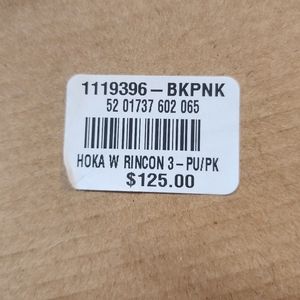 1119396-BKPNK
52 01737 602 065
HOKA W RINCON 3-PU/PK
$125.00